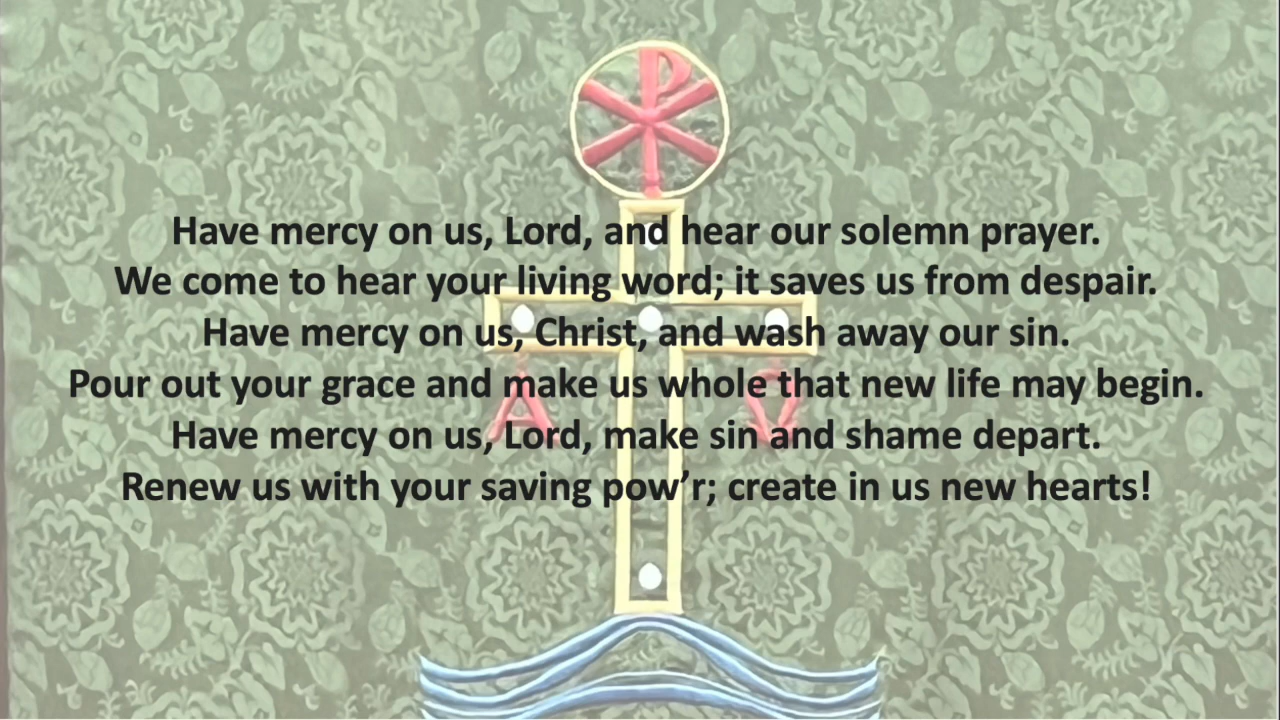 Have mercy on us, Lord, and hear our solemn prayer.
We come to hear your living word; it saves us from despair.
Have mercy on us, Christ, and wash away our sin.
Pour out your grace and make us whole that new life may begin.
Have mercy on us, Lord, make sin and shame depart.
Renew us with your saving pow’r; create in us new hearts!
Α Ω